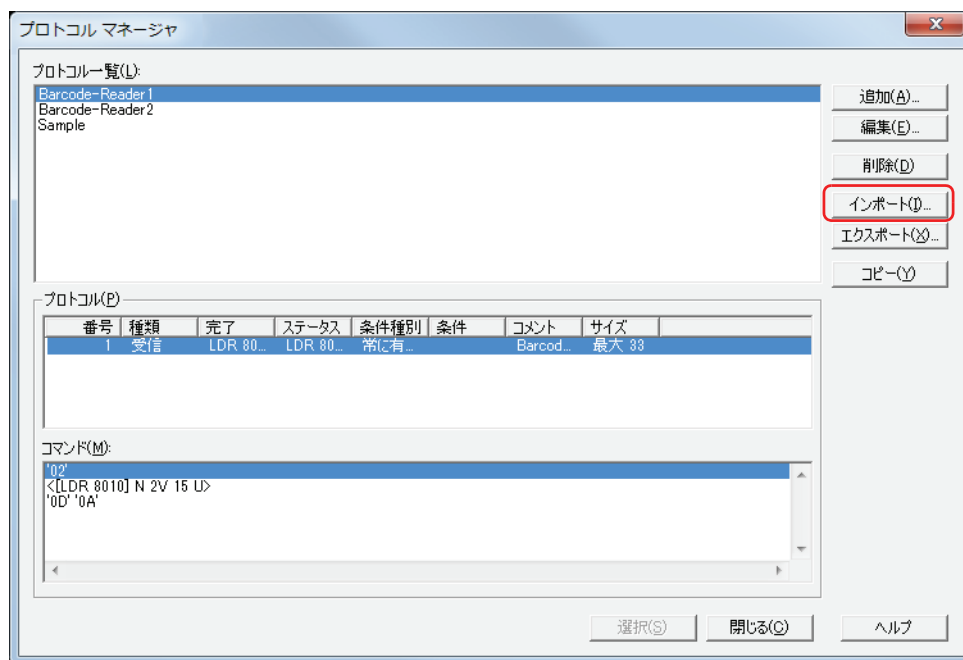 プロトコル マネージャ
プロトコル一覧(L):
Barcode-Reader1
Barcode-Reader2
Sample
追加(A)...
編集(E)...
削除(D)
インポート(I)...
エクスポート(X)...
コピー(Y)
プロトコル(P)
番号 種類 完了 ステータス 条件種別 条件 コメント サイズ
1 受信 LDR 80... LDR 80... 常に有... Barcod... 最大 33
コマンド(M):
'02'
<[LDR 8010] N 2V 15 U>
'0D' '0A'
選択(S) 閉じる(C) ヘルプ